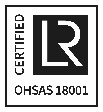 CERTIFIED
LR
OHSAS 18001